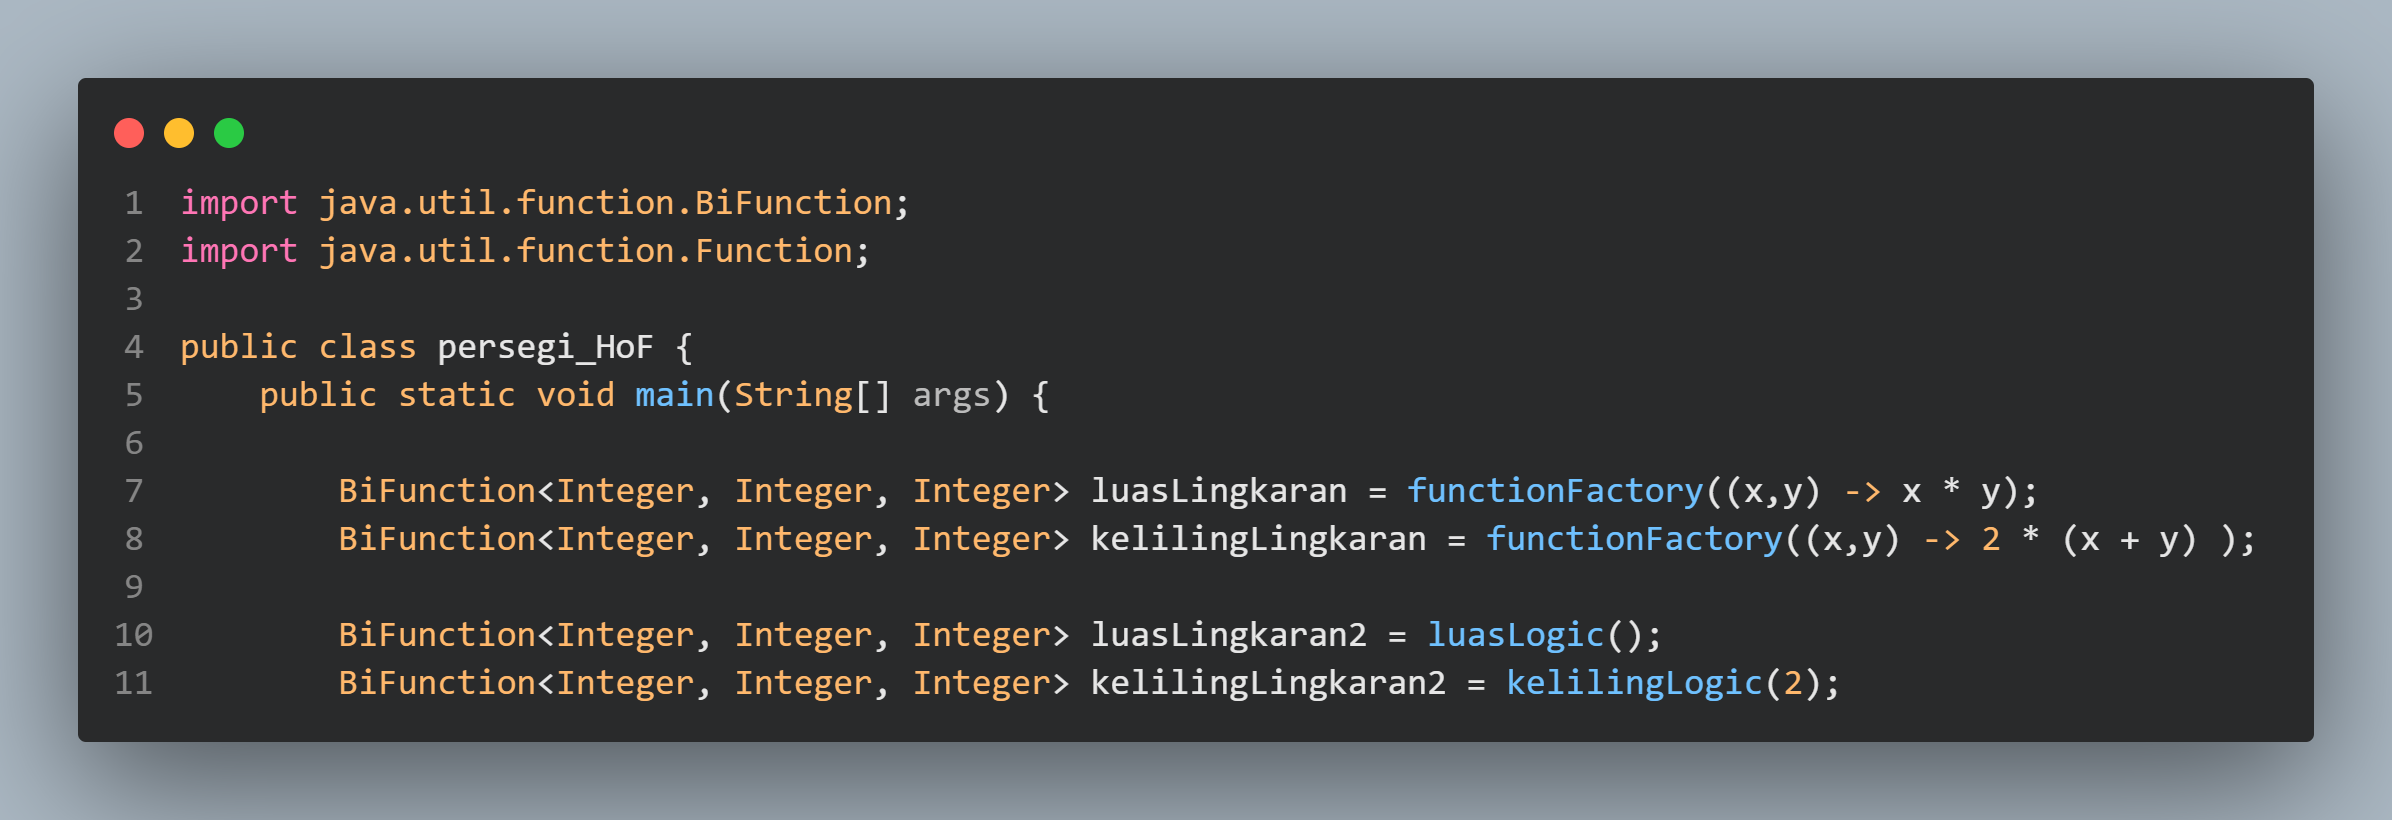 1 import java.util.function.BiFunction;
2 import java.util.function.Function;
3
4 public class persegi_HoF {
5     public static void main(String[] args) {
6
7         BiFunction<Integer, Integer, Integer> luasLingkaran = functionFactory((x,y) -> x * y);
8         BiFunction<Integer, Integer, Integer> kelilingLingkaran = functionFactory((x,y) -> 2 * (x + y) );
9
10         BiFunction<Integer, Integer, Integer> luasLingkaran2 = luasLogic();
11         BiFunction<Integer, Integer, Integer> kelilingLingkaran2 = kelilingLogic(2);